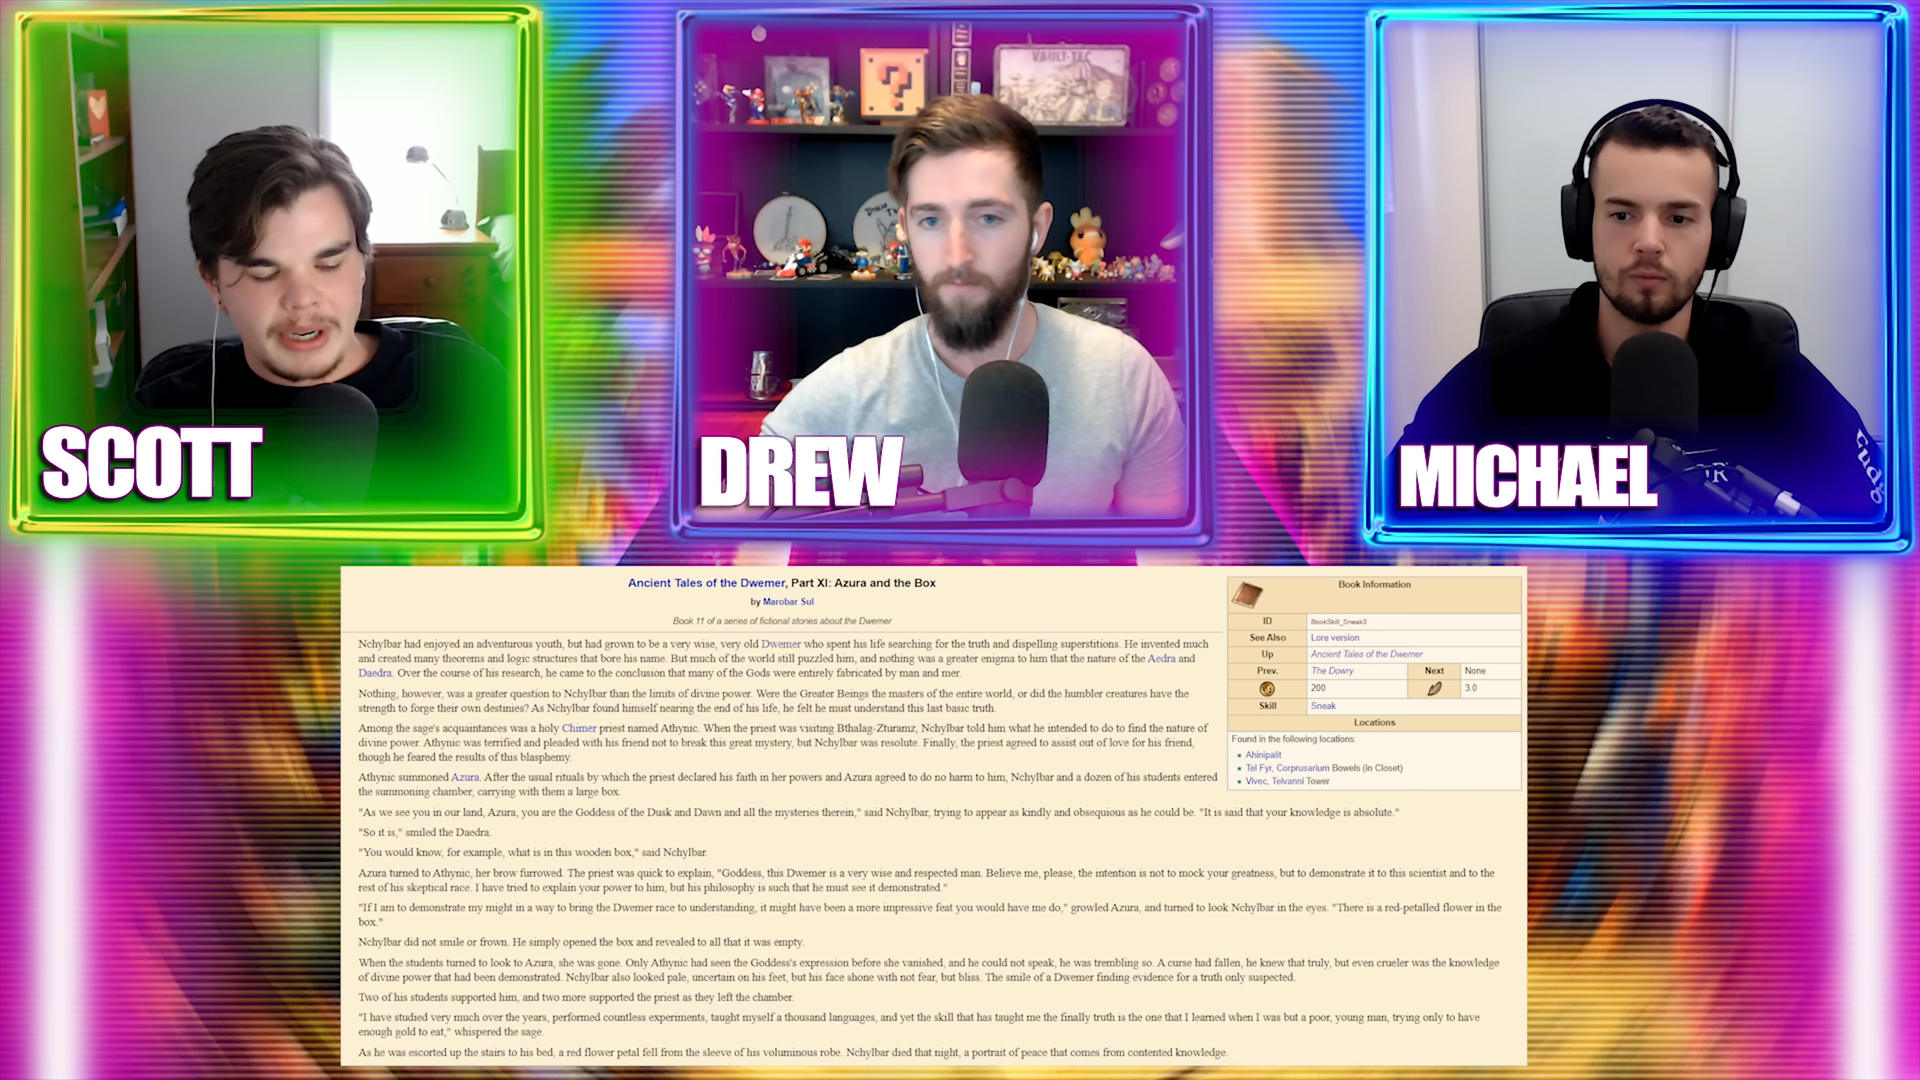 VAULT-TEC
SCOTT
DREW
MICHAEL
Ancient Tales of the Dwemer, Part XI: Azura and the Box
by Marobar Sul
Book 11 of a series of fictional stories about the Dwemer
Nchylbar had enjoyed an adventurous youth, but had grown to be a very wise, very old Dwemer who spent his life searching for the truth and dispelling superstitions. He invented much
and created many theorems and logic structures that bore his name. But much of the world still puzzled him, and nothing was a greater enigma to him that the nature of the Aedra and
Daedra. Over the course of his research, he came to the conclusion that many of the Gods were entirely fabricated by man and mer.
Nothing, however, was a greater question to Nchylbar than the limits of divine power. Were the Greater Beings the masters of the entire world, or did the humbler creatures have the
strength to forge their own destinies? As Nchylbar found himself nearing the end of his life, he felt he must understand this last basic truth.
Among the sage's acquaintances was a holy Chimer priest named Athynic. When the priest was visiting Bthalag-Zturamz, Nchylbar told him what he intended to do to find the nature of
divine power. Athynic was terrified and pleaded with his friend not to break this great mystery, but Nchylbar was resolute. Finally, the priest agreed to assist out of love for his friend,
though he feared the results of this blasphemy.
Athynic summoned Azura. After the usual rituals by which the priest declared his faith in her powers and Azura agreed to do no harm to him, Nchylbar and a dozen of his students entered
the summoning chamber, carrying with them a large box.
"As we see you in our land, Azura, you are the Goddess of the Dusk and Dawn and all the mysteries therein," said Nchylbar, trying to appear as kindly and obsequious as he could be. "It is said that your knowledge is absolute."
"So it is," smiled the Daedra.
"You would know, for example, what is in this wooden box," said Nchylbar.
Azura turned to Athynic, her brow furrowed. The priest was quick to explain, "Goddess, this Dwemer is a very wise and respected man. Believe me, please, the intention is not to mock your greatness, but to demonstrate it to this scientist and to the
rest of his skeptical race. I have tried to explain your power to him, but his philosophy is such that he must see it demonstrated."
"If I am to demonstrate my might in a way to bring the Dwemer race to understanding, it might have been a more impressive feat you would have me do," growled Azura, and turned to look Nchylbar in the eyes. "There is a red-petalled flower in the
box."
Nchylbar did not smile or frown. He simply opened the box and revealed to all that it was empty.
When the students turned to look to Azura, she was gone. Only Athynic had seen the Goddess's expression before she vanished, and he could not speak, he was trembling so. A curse had fallen, he knew that truly, but even crueler was the knowledge
of divine power that had been demonstrated. Nchylbar also looked pale, uncertain on his feet, but his face shone with not fear, but bliss. The smile of a Dwemer finding evidence for a truth only suspected.
Two of his students supported him, and two more supported the priest as they left the chamber.
"I have studied very much over the years, performed countless experiments, taught myself a thousand languages, and yet the skill that has taught me the finally truth is the one that I learned when I was but a poor, young man, trying only to have
enough gold to eat," whispered the sage.
As he was escorted up the stairs to his bed, a red flower petal fell from the sleeve of his voluminous robe. Nchylbar died that night, a portrait of peace that comes from contented knowledge.
Book Information
ID BookSkill_Sneak3
See Also Lore version
Up Ancient Tales of the Dwemer
Prev. The Dowry Next None
200 3.0
Skill Sneak
Locations
Found in the following locations:
Ahinipalit
Tel Fyr, Corprusarium Bowels (in Closet)
Vivec, Telvanni Tower